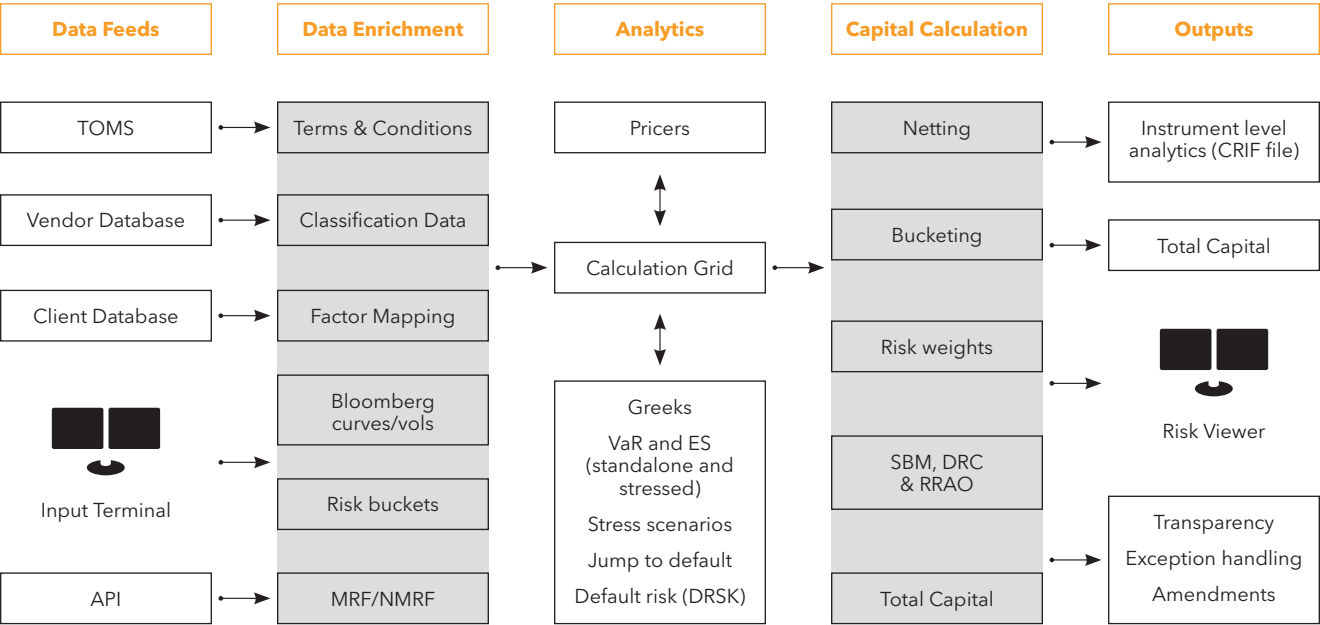 Data Feeds
Data Enrichment
Analytics
Capital Calculation
Outputs
TOMS
Vendor Database
Client Database
Input Terminal
API
Terms & Conditions
Classification Data
Factor Mapping
Bloomberg
curves/vols
Risk buckets
MRF/NMRF
Pricers
Calculation Grid
Greeks
VaR and ES
(standalone and
stressed)
Stress scenarios
Jump to default
Default risk (DRSK)
Netting
Bucketing
Risk weights
SBM, DRC
& RRAO
Total Capital
Instrument level
analytics (CRIF file)
Total Capital
Risk Viewer
Transparency
Exception handling
Amendments